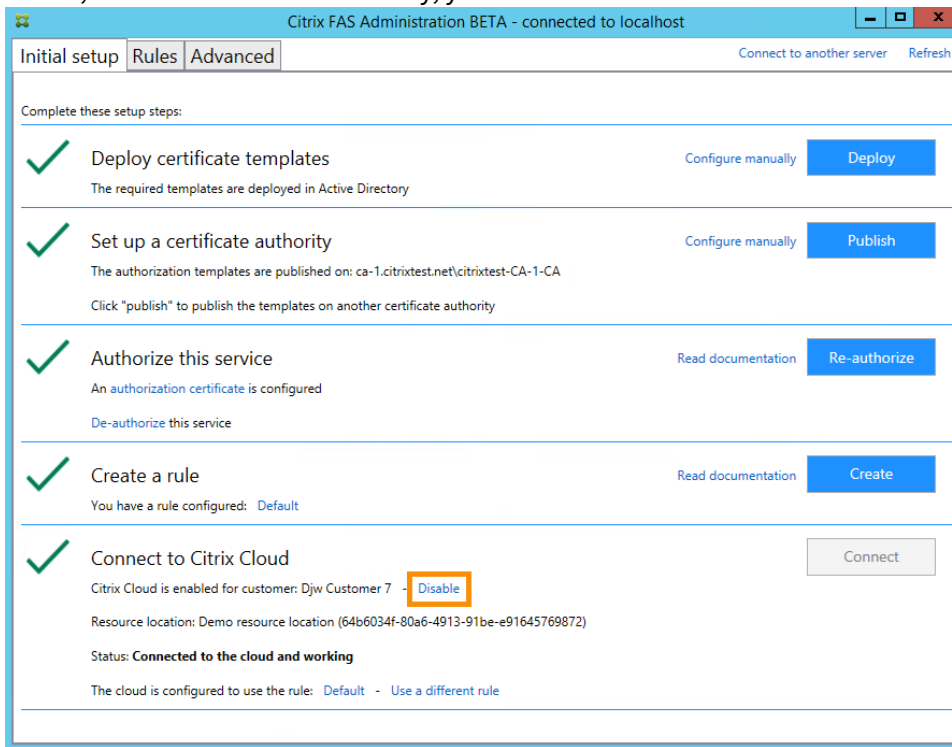 Citrix FAS Administration BETA - connected to localhost
Initial setup Rules Advanced Connect to another server Refresh
Complete these setup steps:
Deploy certificate templates Configure manually Deploy
The required templates are deployed in Active Directory
Set up a certificate authority Configure manually Publish
The authorization templates are published on: ca-1.citrixtest.net\citrixtest-CA-1-CA
Click "publish" to publish the templates on another certificate authority
Authorize this service Read documentation Re-authorize
An authorization certificate is configured
De-authorize this service
Create a rule Read documentation Create
You have a rule configured: Default
Connect to Citrix Cloud Connect
Citrix Cloud is enabled for customer: Djw Customer 7 - Disable
Resource location: Demo resource location (64b6034f-80a6-4913-91be-e91645769872)
Status: Connected to the cloud and working
The cloud is configured to use the rule: Default - Use a different rule